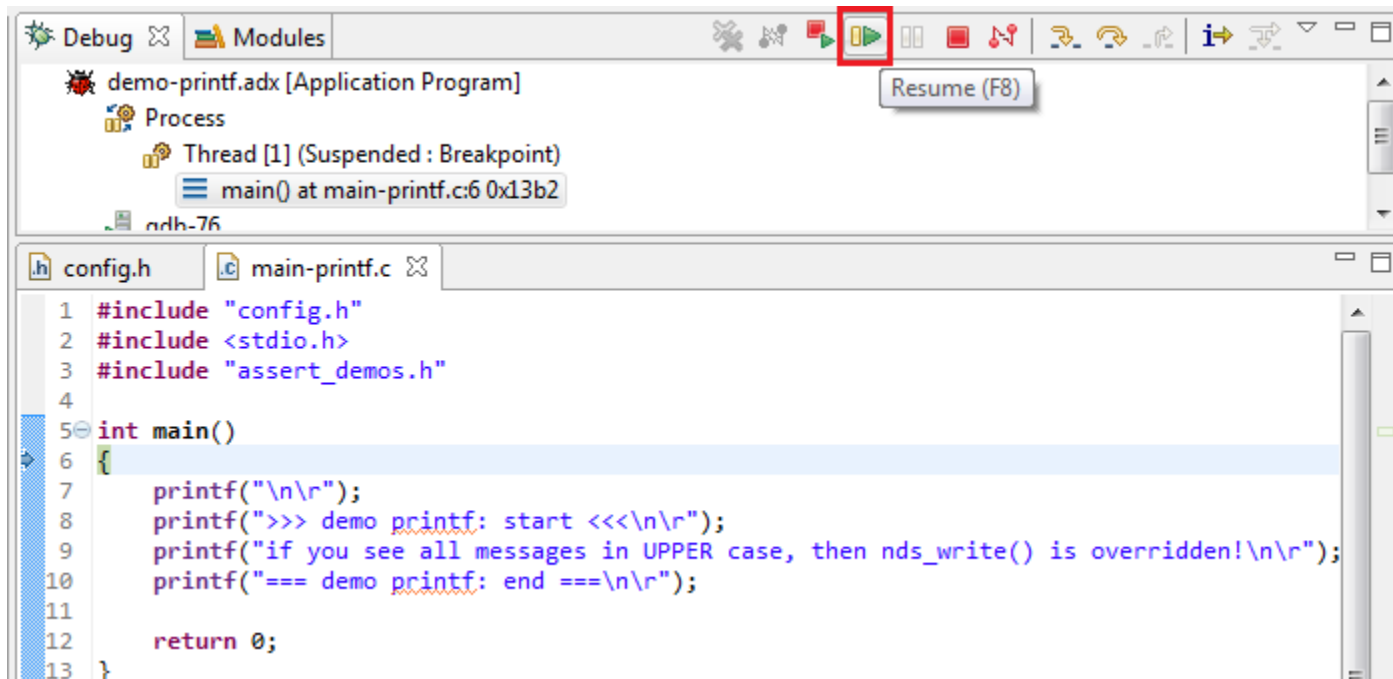 Debug Modules
demo-printf.adx [Application Program]
Resume (F8)
Process
Thread [1] (Suspended : Breakpoint)
main() at main-printf.c:6 0x13b2
gdb-76
config.h main-printf.c
1 #include "config.h"
2 #include <stdio.h>
3 #include "assert_demos.h"
4
5 int main()
6 {
7 printf("\n\r");
8 printf(">>> demo printf: start <<<\n\r");
9 printf("if you see all messages in UPPER case, then nds_write() is overridden!\n\r");
10 printf("=== demo printf: end ===\n\r");
11
12 return 0;
13 }